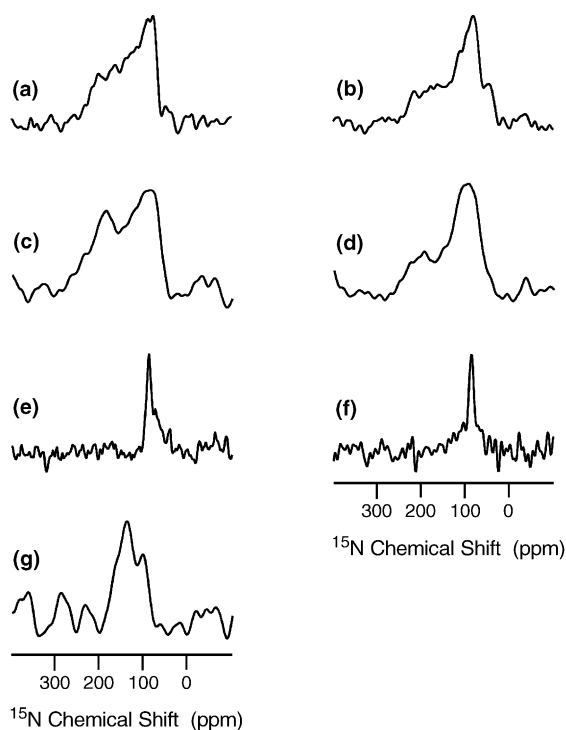 (a)
(b)
(c)
(d)
(e)
(f)
300 200 100 0
15N Chemical Shift (ppm)
(g)
300 200 100 0
15N Chemical Shift (ppm)